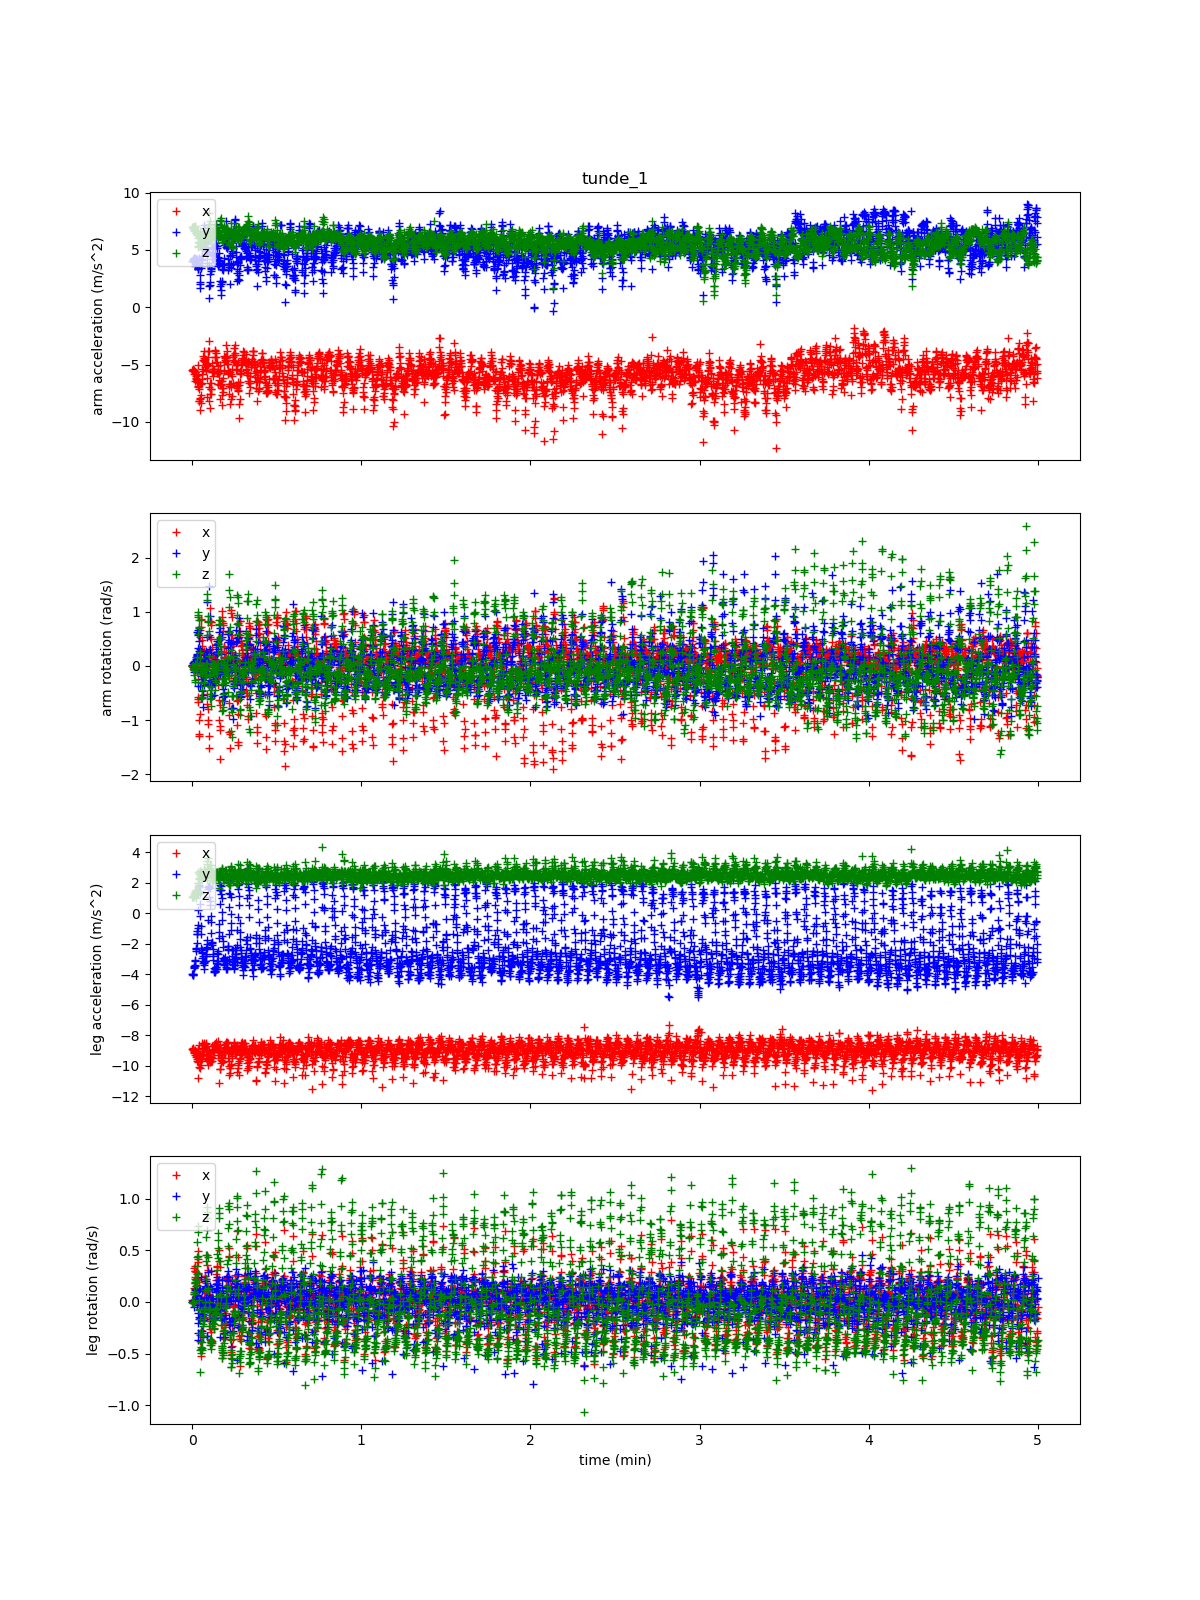 tunde_1
10
5
0
−5
−10
arm acceleration (m/s^2)
x
y
z
2
1
0
−1
−2
arm rotation (rad/s)
x
y
z
4
2
0
−2
−4
−6
−8
−10
−12
leg acceleration (m/s^2)
x
y
z
1.0
0.5
0.0
−0.5
−1.0
leg rotation (rad/s)
x
y
z
0 1 2 3 4 5
time (min)